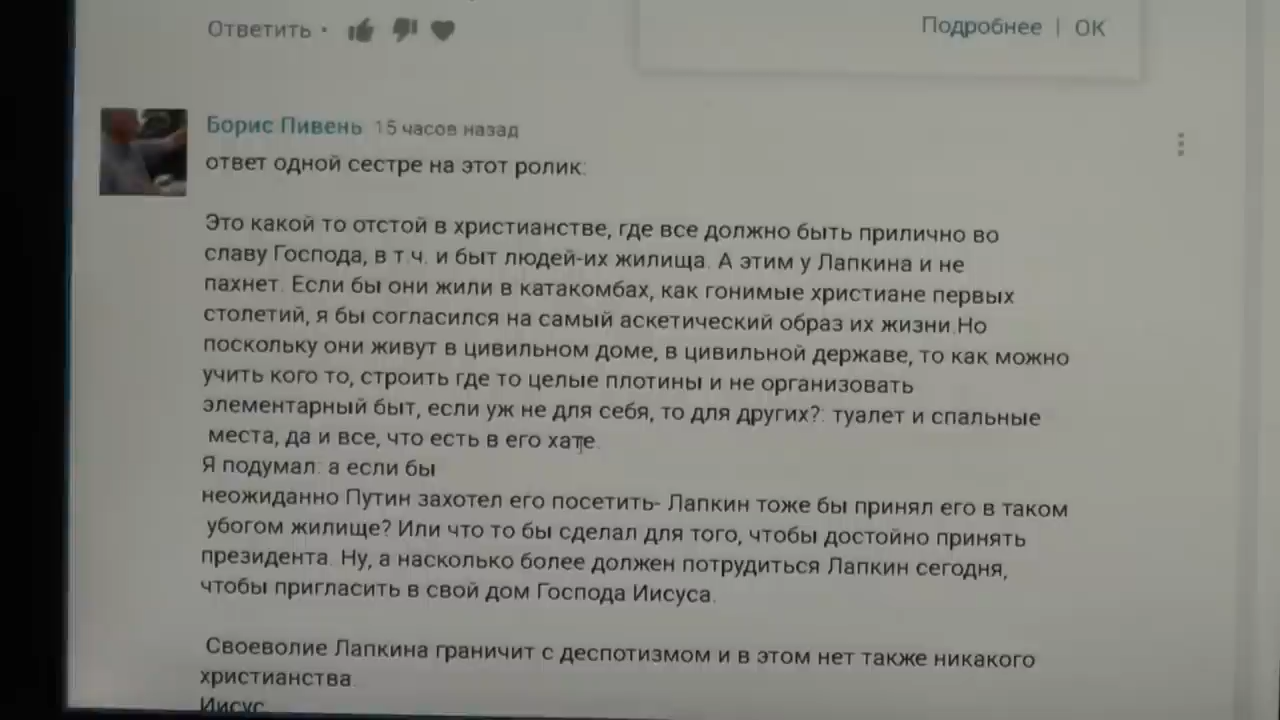 Ответить •
Подробнее | ОК
Борис Пивень 15 часов назад
ответ одной сестре на этот ролик:
Это какой то отстой в христианстве, где все должно быть прилично во
славу Господа, в т.ч. и быт людей-их жилища. А этим у Лапкина и не
пахнет. Если бы они жили в катакомбах, как гонимые христиане первых
столетий, я бы согласился на самый аскетический образ их жизни.Но
поскольку они живут в цивильном доме, в цивильной державе, то как можно
учить кого то, строить где то целые плотины и не организовать
элементарный быт, если уж не для себя, то для других?: туалет и спальные
места, да и все, что есть в его хате.
Я подумал: а если бы
неожиданно Путин захотел его посетить- Лапкин тоже бы принял его в таком
убогом жилище? Или что то бы сделал для того, чтобы достойно принять
президента. Ну, а насколько более должен потрудиться Лапкин сегодня,
чтобы пригласить в свой дом Господа Иисуса.
Своеволие Лапкина граничит с деспотизмом и в этом нет также никакого
христианства.
Иисус